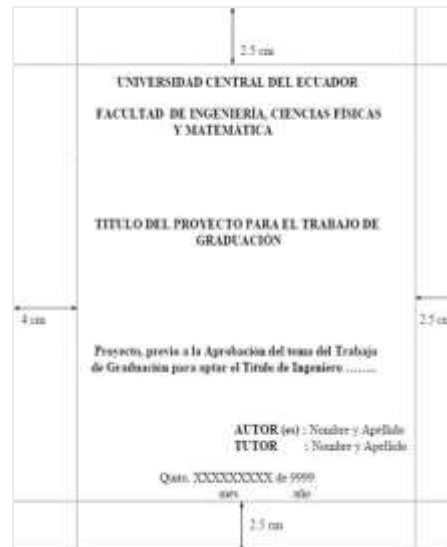 2.5 cm
UNIVERSIDAD CENTRAL DEL ECUADOR
FACULTAD DE INGENIERÍA, CIENCIAS FÍSICAS
Y MATEMÁTICA
TITULO DEL PROYECTO PARA EL TRABAJO DE
GRADUACIÓN
4 cm
2.5 cm
Proyecto, previo a la Aprobación del tema del Trabajo
de Graduación para optar el Título de Ingeniero ........
AUTOR (es) : Nombre y Apellido
TUTOR : Nombre y Apellido
Quito, XXXXXXXXX de 9999
mes año
2.5 cm